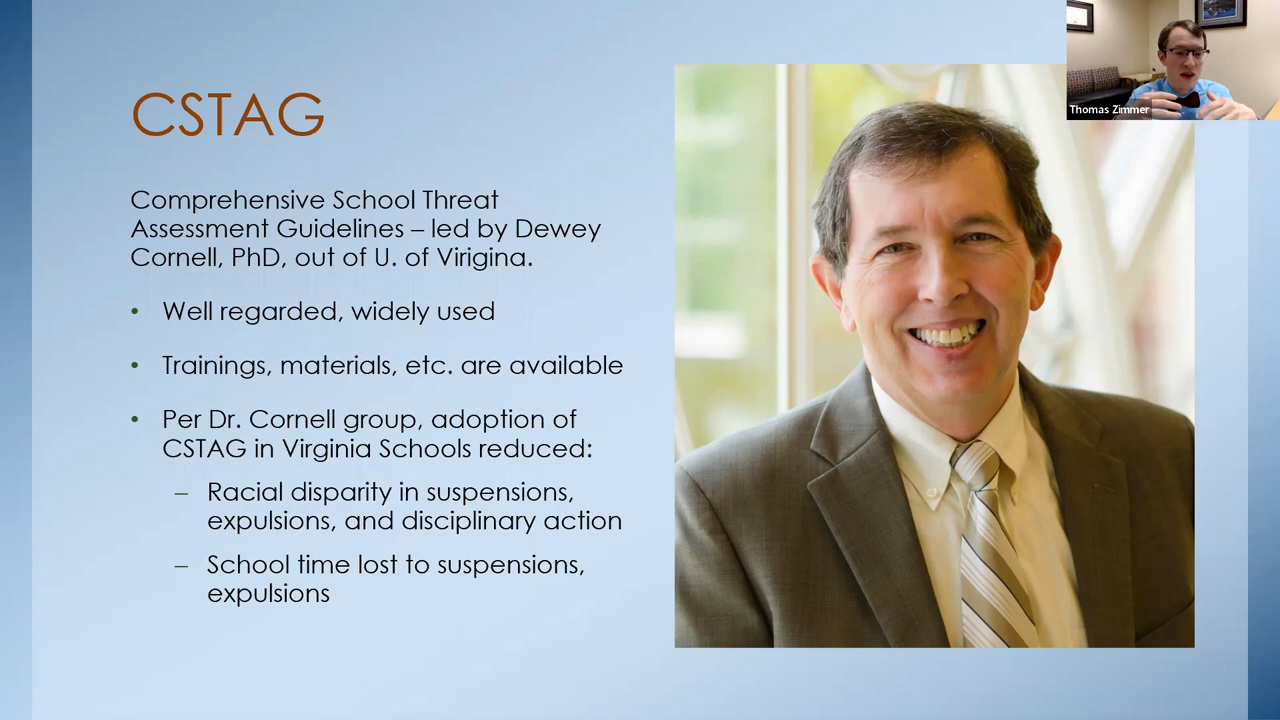 CSTAG
Comprehensive School Threat
Assessment Guidelines – led by Dewey
Cornell, PhD, out of U. of Virigina.
• Well regarded, widely used
• Trainings, materials, etc. are available
• Per Dr. Cornell group, adoption of
CSTAG in Virginia Schools reduced:
– Racial disparity in suspensions,
expulsions, and disciplinary action
– School time lost to suspensions,
expulsions
Thomas Zimmer